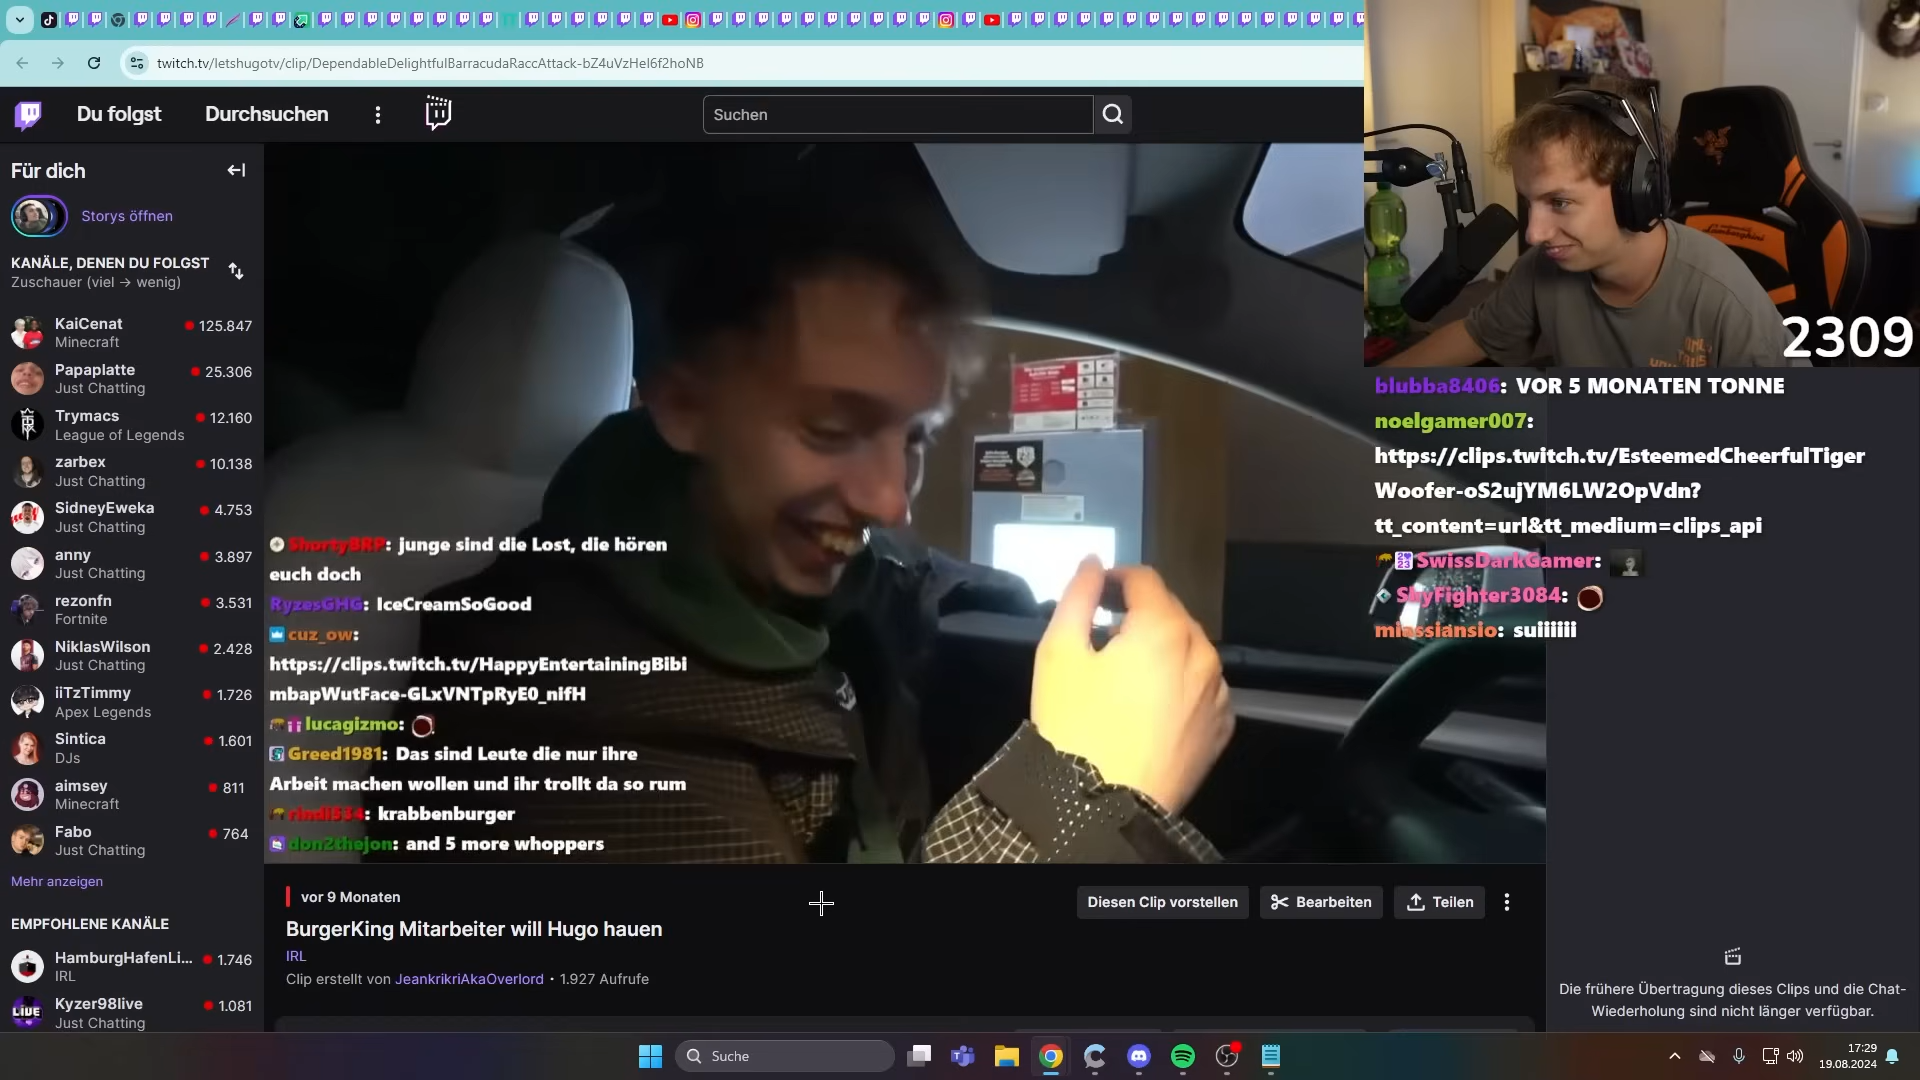 twitch.tv/letshugotv/clip/DependableDelightfulBarracudaRaccAttack-bZ4uVzHel6f2hoNB
Du folgst
Durchsuchen
Suchen
Für dich
Storys öffnen
KANÄLE, DENEN DU FOLGST
Zuschauer (viel → wenig)
KaiCenat
125.847
Minecraft
Papaplatte
25.306
Just Chatting
Trymacs
12.160
League of Legends
zarbex
10.138
Just Chatting
SidneyEweka
4.753
Just Chatting
anny
3.897
Just Chatting
rezonfn
3.531
Fortnite
NiklasWilson
2.428
Just Chatting
iiTzTimmy
1.726
Apex Legends
Sintica
1.601
DJs
aimsey
811
Minecraft
Fabo
764
Just Chatting
Mehr anzeigen
EMPFOHLENE KANÄLE
HamburgHafenLi...
1.746
IRL
Kyzer98live
1.081
Just Chatting
ShortyBRP: junge sind die Lost, die hören
euch doch
RyzesGHG: IceCreamSoGood
cuz_ow:
https://clips.twitch.tv/HappyEntertainingBibi
mbapWutFace-GLxVNTpRyE0_nifH
lucagizmo:
Greed1981: Das sind Leute die nur ihre
Arbeit machen wollen und ihr trollt da so rum
rindi534: krabbenburger
don2thejon: and 5 more whoppers
2309
blubba8406: VOR 5 MONATEN TONNE
noelgamer007:
https://clips.twitch.tv/EsteemedCheerfulTiger
Woofer-oS2ujYM6LW2OpVdn?
tt_content=url&tt_medium=clips_api
SwissDarkGamer:
SkyFighter3084:
miassiansio: suiiiiii
vor 9 Monaten
BurgerKing Mitarbeiter will Hugo hauen
IRL
Clip erstellt von JeankrikriAkaOverlord • 1.927 Aufrufe
Diesen Clip vorstellen
Bearbeiten
Teilen
Die frühere Übertragung dieses Clips und die Chat-
Wiederholung sind nicht länger verfügbar.
Suche
17:29
19.08.2024